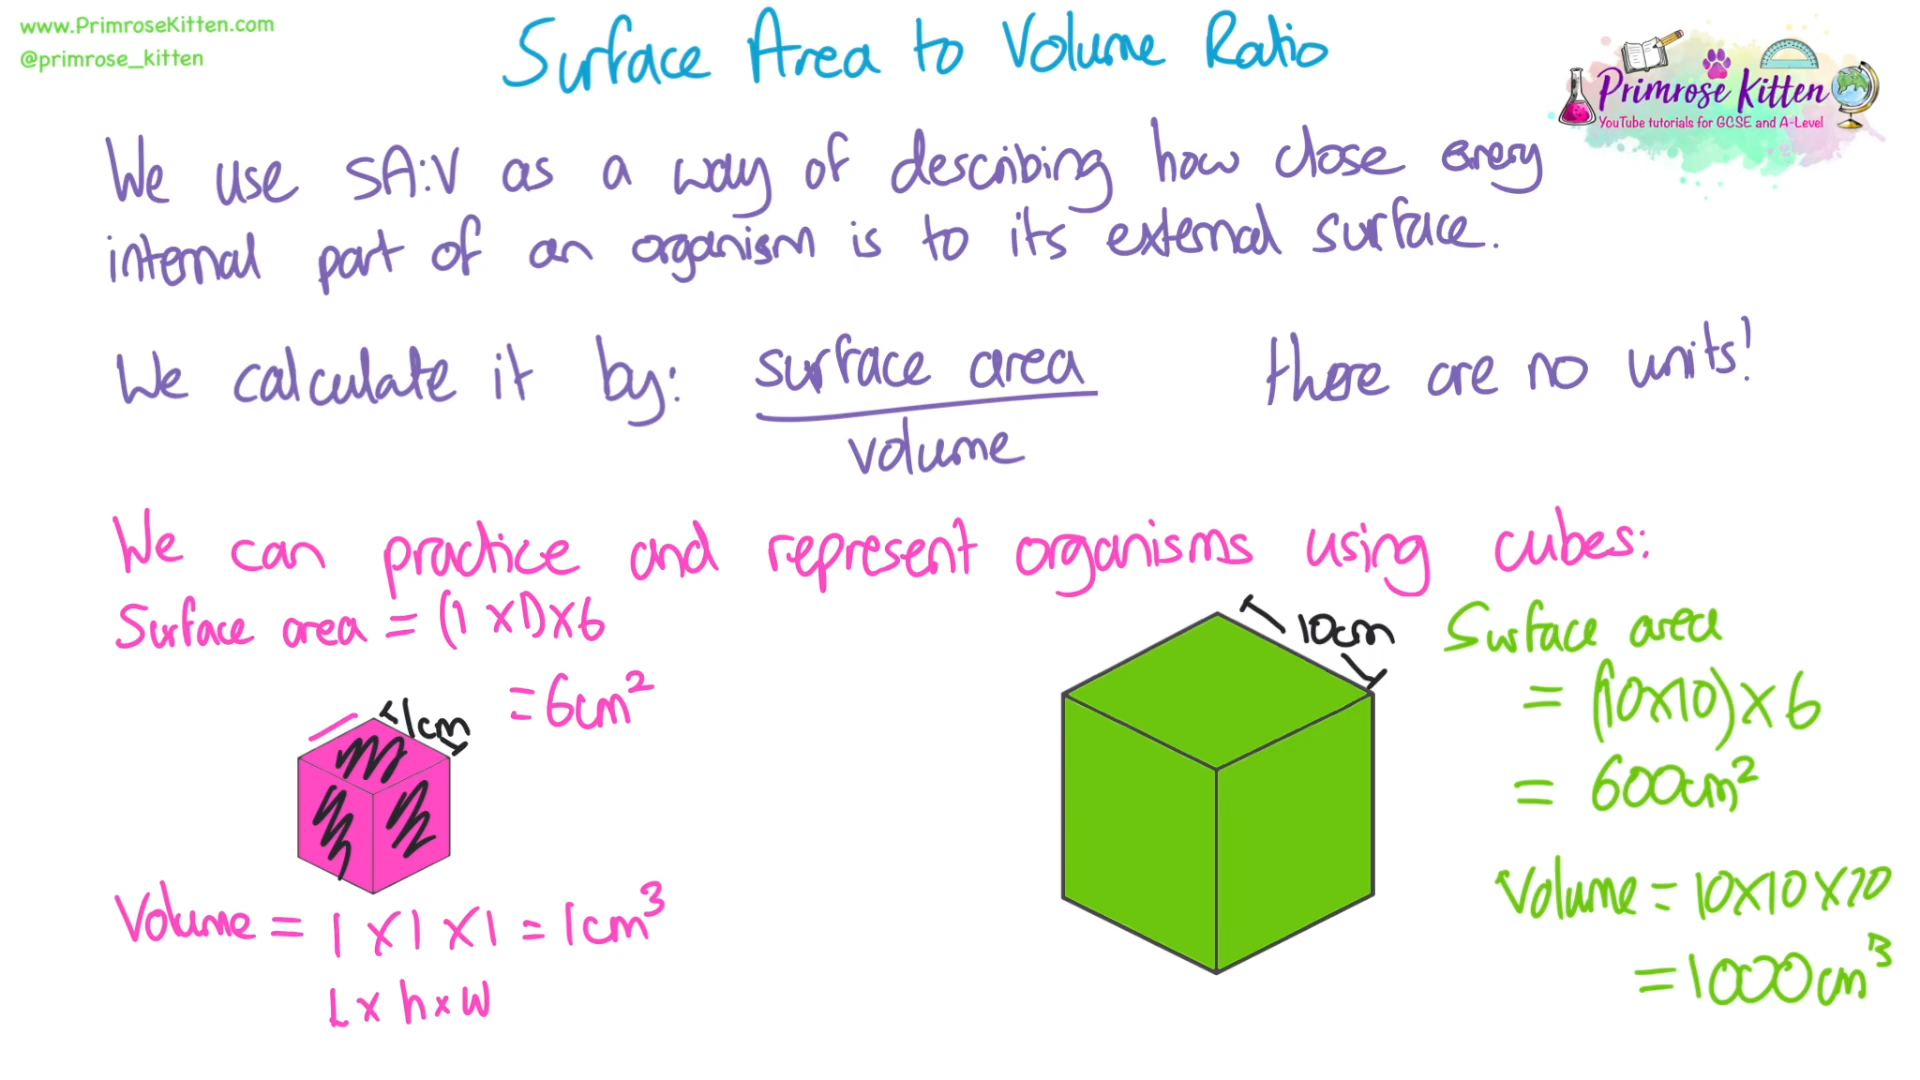 www.PrimroseKitten.com
@primrose_kitten
Surface Area to Volume Ratio
Primrose Kitten
YouTube tutorials for GCSE and A-Level
We use SA:V as a way of describing how close every
internal part of an organism is to its external surface.
We calculate it by: surface area there are no units!
volume
We can practice and represent organisms using cubes:
Surface area = (1 x1) x6
= 6cm²
1cm
Volume = 1 x 1 x 1 = 1cm³
L x h x w
10cm
Surface area
= (10x10) x 6
= 600cm²
Volume = 10x10x10
= 1000cm³